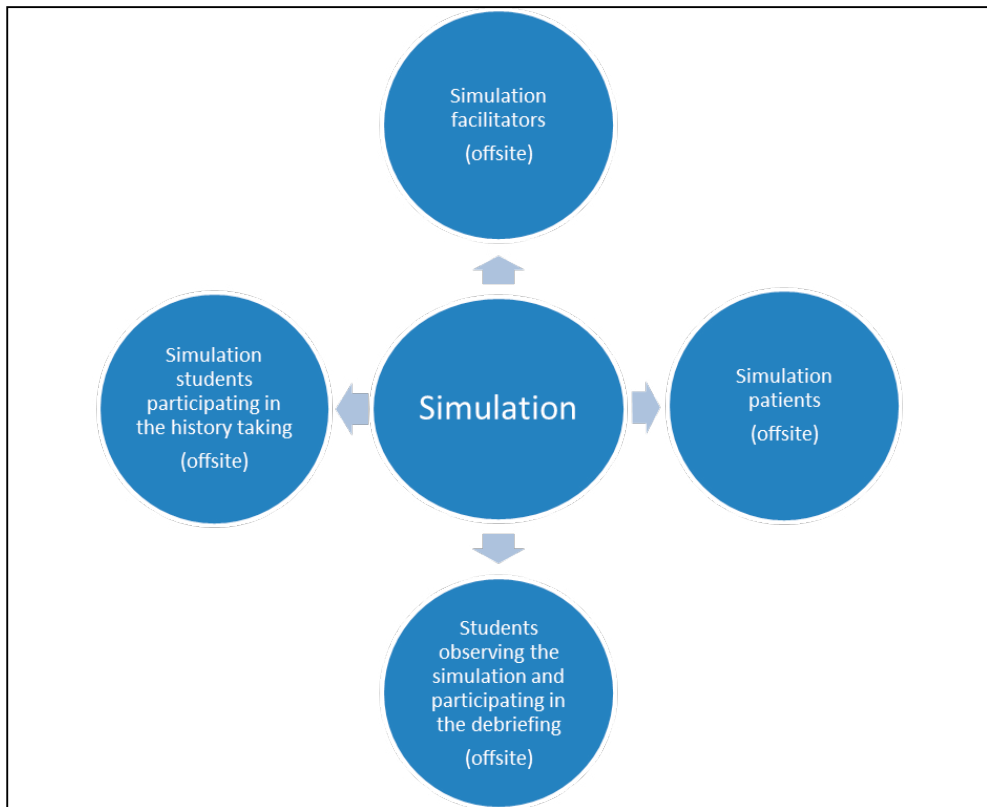 Simulation
facilitators
(offsite)
Simulation
students
participating in
the history taking
(offsite)
Simulation
Simulation
patients
(offsite)
Students
observing the
simulation and
participating in
the debriefing
(offsite)